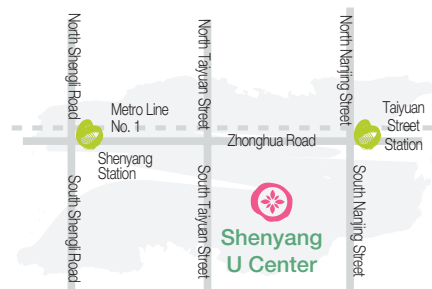 North Shengli Road
North Taiyuan Street
North Nanjing Street
Metro Line
No. 1
Taiyuan
Street
Station
Zhonghua Road
Shenyang
Station
South Shengli Road
South Taiyuan Street
South Nanjing Street
Shenyang
U Center